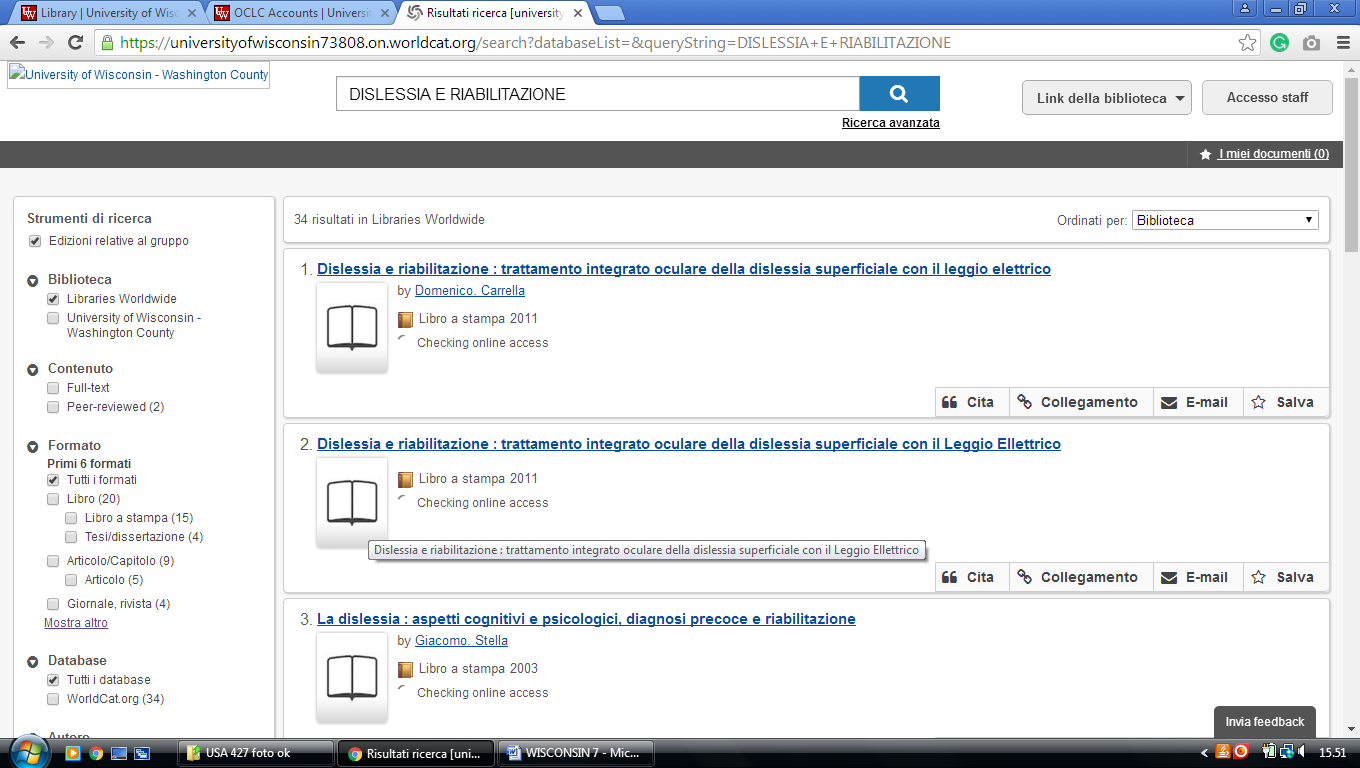 Library | University of Wisc
OCLC Accounts | Universit
Risultati ricerca [university
https://universityofwisconsin73808.on.worldcat.org/search?databaseList=&queryString=DISLESSIA+E+RIABILITAZIONE
University of Wisconsin - Washington County
DISLESSIA E RIABILITAZIONE
Ricerca avanzata
Link della biblioteca
Accesso staff
I miei documenti (0)
Strumenti di ricerca
Edizioni relative al gruppo
Biblioteca
Libraries Worldwide
University of Wisconsin -
Washington County
Contenuto
Full-text
Peer-reviewed (2)
Formato
Primi 6 formati
Tutti i formati
Libro (20)
Libro a stampa (15)
Tesi/dissertazione (4)
Articolo/Capitolo (9)
Articolo (5)
Giornale, rivista (4)
Mostra altro
Database
Tutti i database
WorldCat.org (34)
Autore
34 risultati in Libraries Worldwide
Ordinati per: Biblioteca
1. Dislessia e riabilitazione : trattamento integrato oculare della dislessia superficiale con il leggio elettrico
by Domenico. Carrella
Libro a stampa 2011
Checking online access
Cita Collegamento E-mail Salva
2. Dislessia e riabilitazione : trattamento integrato oculare della dislessia superficiale con il Leggio Ellettrico
Libro a stampa 2011
Checking online access
Dislessia e riabilitazione : trattamento integrato oculare della dislessia superficiale con il Leggio Ellettrico
Cita Collegamento E-mail Salva
3. La dislessia : aspetti cognitivi e psicologici, diagnosi precoce e riabilitazione
by Giacomo. Stella
Libro a stampa 2003
Checking online access
Invia feedback
USA 427 foto ok
Risultati ricerca [uni...
WISCONSIN 7 - Mic...
15.51